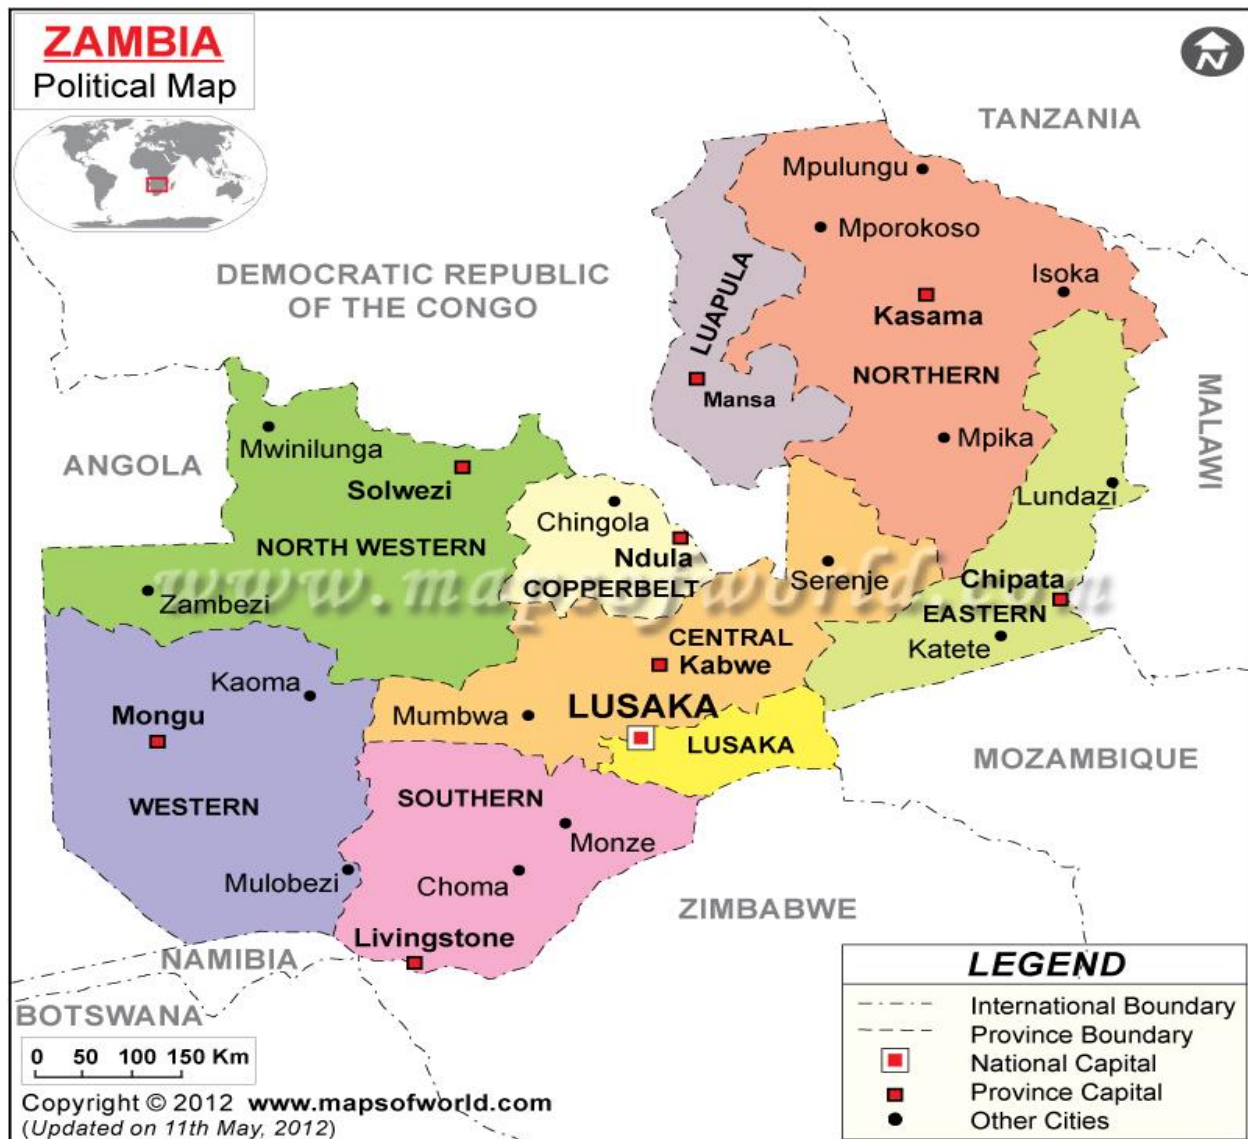 ZAMBIA
Political Map
N
TANZANIA
Mpulungu
Mporokoso
DEMOCRATIC REPUBLIC
OF THE CONGO
LUAPULA
Isoka
Kasama
NORTHERN
Mansa
MALAWI
Mwinilunga
ANGOLA
Solwezi
Mpika
Lundazi
Chingola
NORTH WESTERN
Ndula
COPPERBELT
Serenje
Chipata
EASTERN
www.mapsofworld.com
Zambezi
Katete
CENTRAL
Kabwe
Kaoma
Mongu
Mumbwa
LUSAKA
LUSAKA
MOZAMBIQUE
WESTERN
SOUTHERN
Monze
Mulobezi
Choma
ZIMBABWE
Livingstone
NAMIBIA
BOTSWANA
LEGEND
International Boundary
Province Boundary
National Capital
Province Capital
Other Cities
0 50 100 150 Km
Copyright © 2012 www.mapsofworld.com
(Updated on 11th May, 2012)